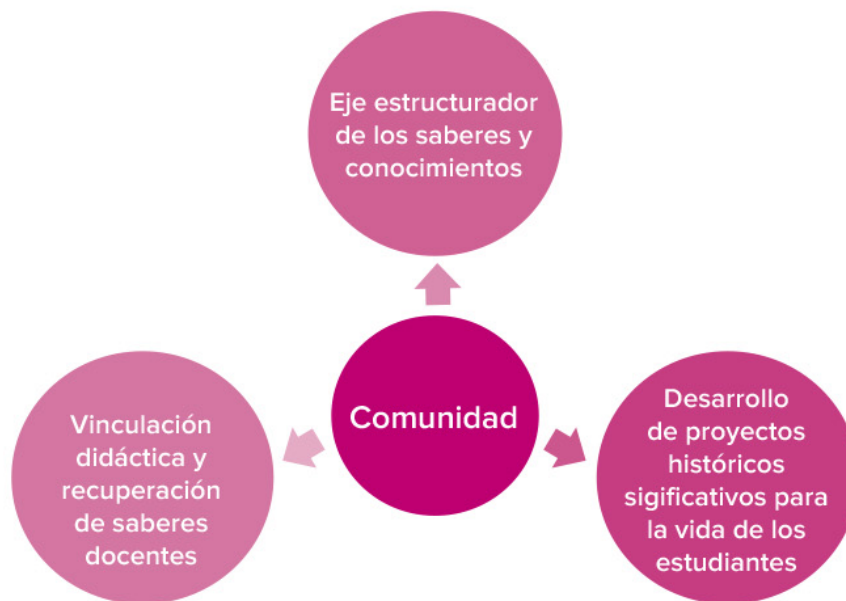 Eje estructurador
de los saberes y
conocimientos
Comunidad
Vinculación
didáctica y
recuperación
de saberes
docentes
Desarrollo
de proyectos
históricos
sigificativos para
la vida de los
estudiantes